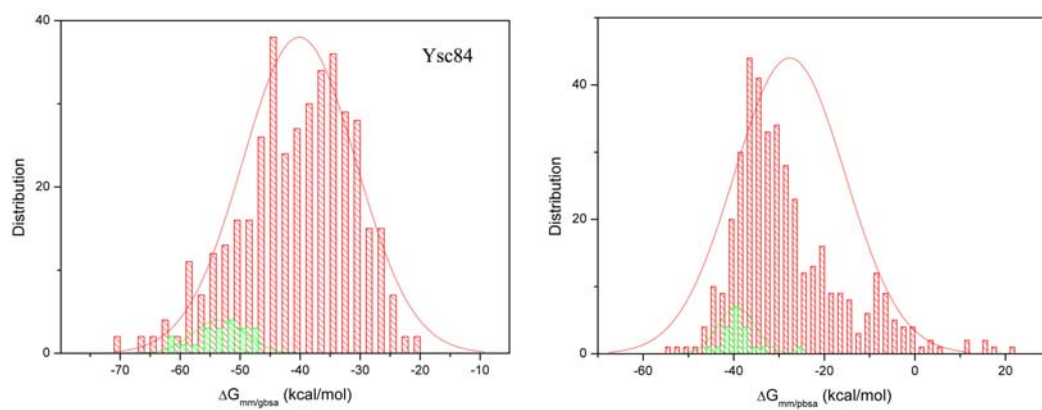 40
20
0
Distribution
Ysc84
-70 -60 -50 -40 -30 -20 -10
ΔGmm/gbsa (kcal/mol)
40
20
0
Distribution
-60 -40 -20 0 20
ΔGmm/pbsa (kcal/mol)